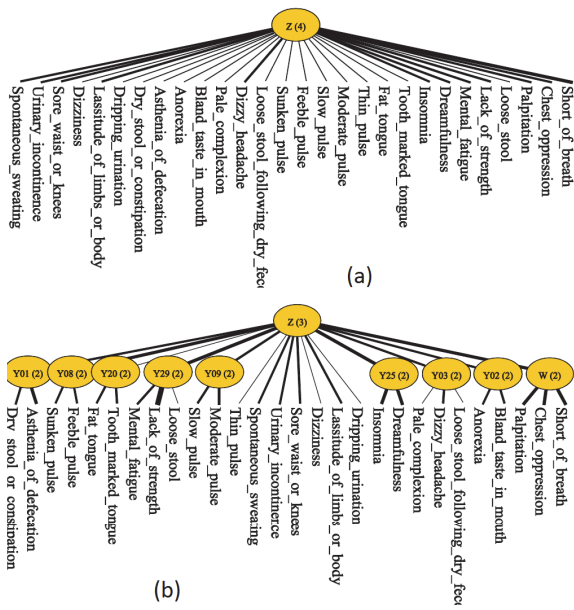 Z (4)
Spontaneous_sweating
Urinary_incontinence
Sore_waist_or_knees
Dizziness
Lassitude_of_limbs_or_body
Dripping_urination
Dry_stool_or_constipation
Asthenia_of_defecation
Anorexia
Bland_taste_in_mouth
Pale_complexion
Dizzy_headache
Loose_stool_following_dry_fece
Sunken_pulse
Feeble_pulse
Slow_pulse
Moderate_pulse
Thin_pulse
Fat_tongue
Tooth_marked_tongue
Insomnia
Dreamfulness
Mental_fatigue
Lack_of_strength
Loose_stool
Palpitation
Chest_oppression
Short_of_breath
(a)
Z (3)
Y01 (2)
Y08 (2)
Y20 (2)
Y29 (2)
Y09 (2)
Y25 (2)
Y03 (2)
Y02 (2)
W (2)
Dry_stool_or_constipation
Asthenia_of_defecation
Sunken_pulse
Feeble_pulse
Fat_tongue
Tooth_marked_tongue
Mental_fatigue
Lack_of_strength
Loose_stool
Slow_pulse
Moderate_pulse
Thin_pulse
Spontaneous_sweating
Urinary_incontinence
Sore_waist_or_knees
Dizziness
Lassitude_of_limbs_or_body
Dripping_urination
Insomnia
Dreamfulness
Pale_complexion
Dizzy_headache
Loose_stool_following_dry_fece
Anorexia
Bland_taste_in_mouth
Palpitation
Chest_oppression
Short_of_breath
(b)